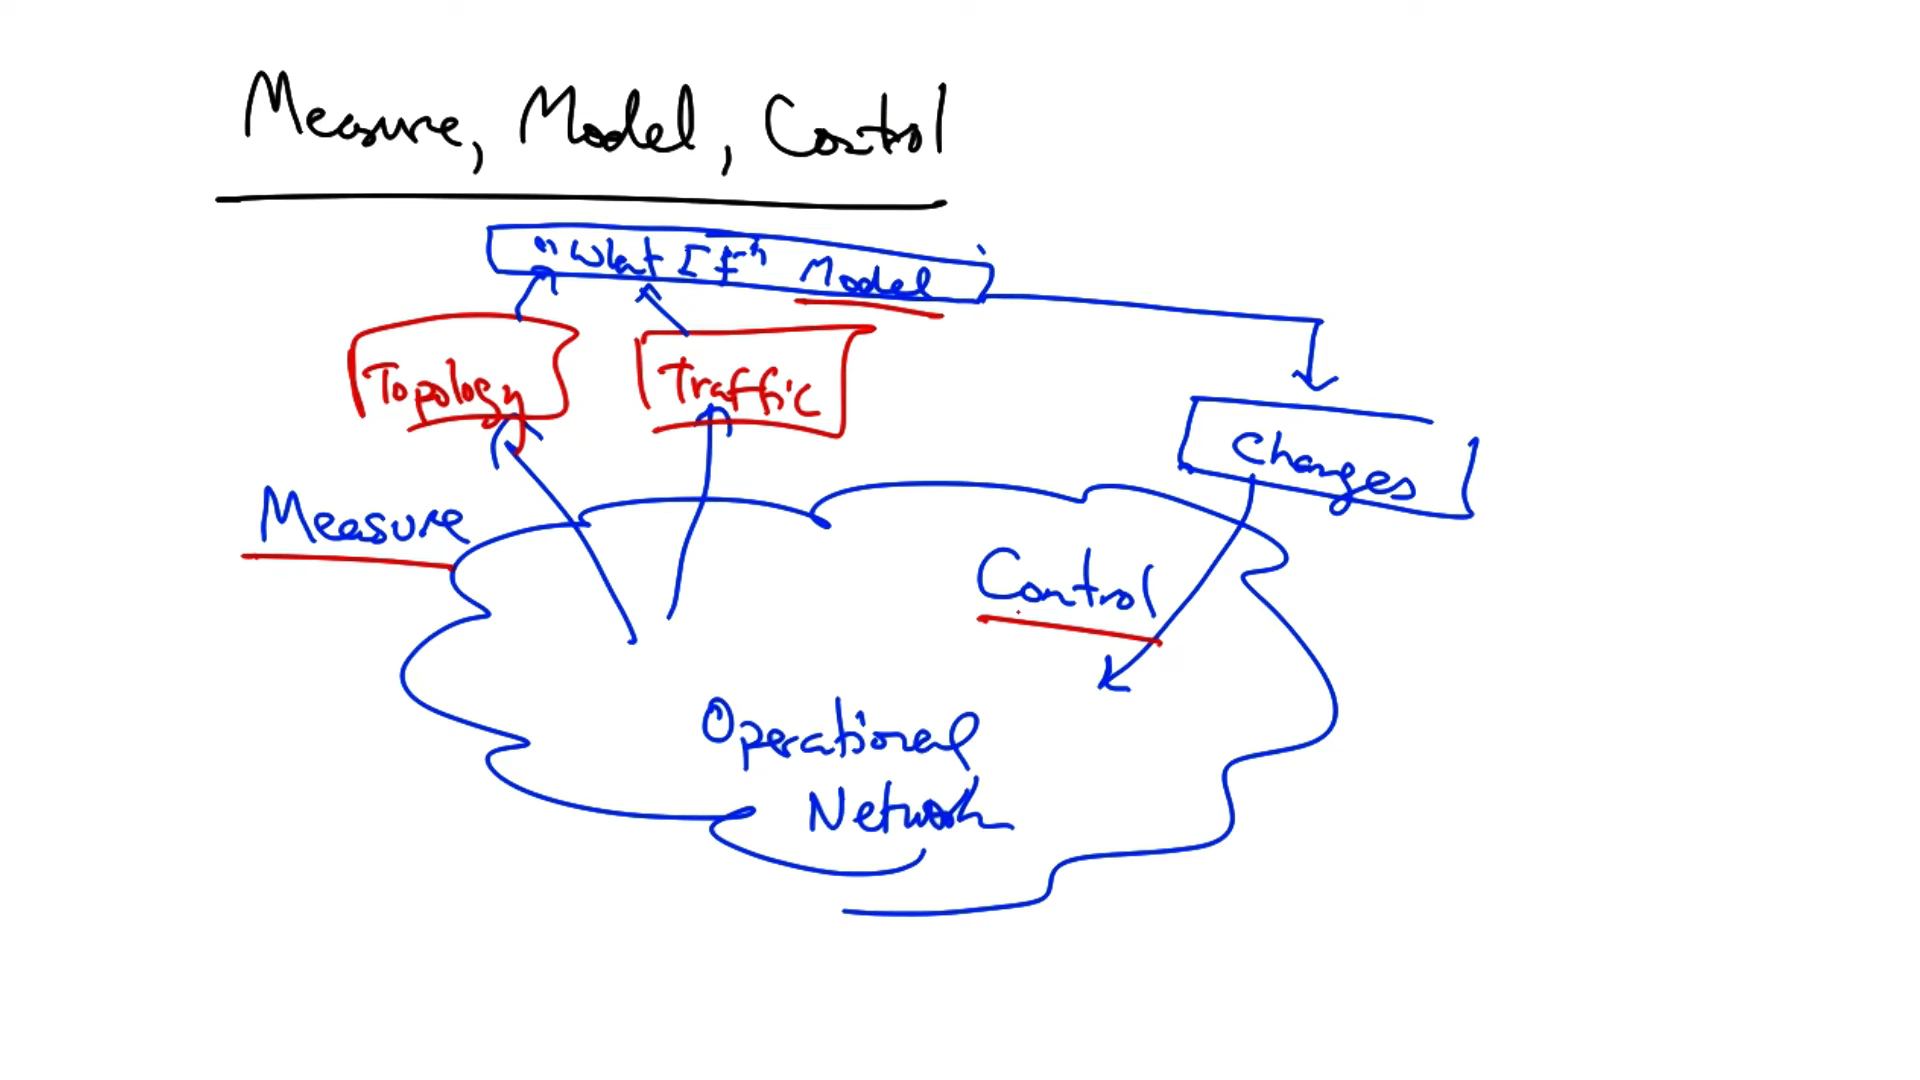 Measure, Model, Control
"What If" Model
Topology
Traffic
Changes
Measure
Control
Operational
Network